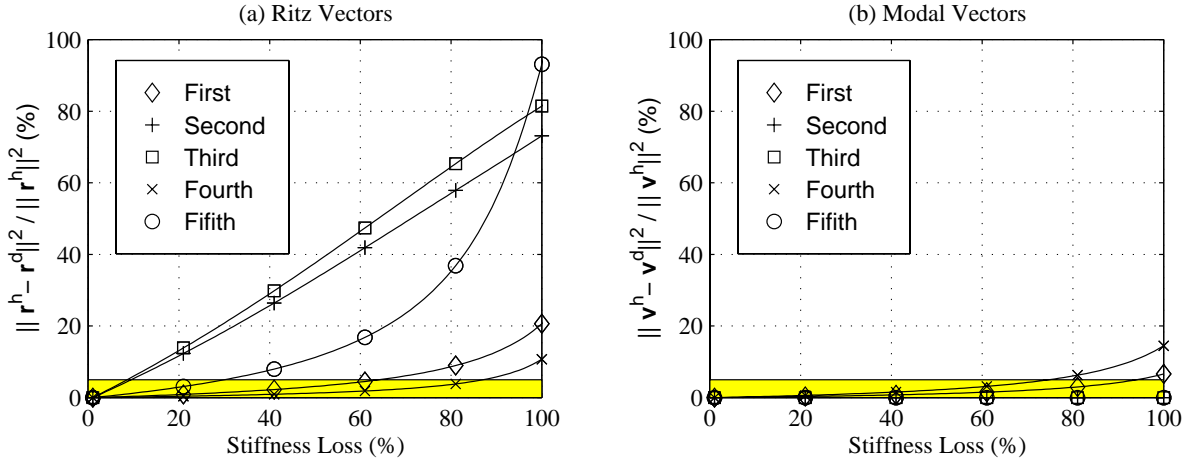 (a) Ritz Vectors
100
80
60
40
20
0
|| r^h – r^d||^2 / || r^h||^2 (%)
First
Second
Third
Fourth
Fifith
0 20 40 60 80 100
Stiffness Loss (%)
(b) Modal Vectors
100
80
60
40
20
0
|| v^h – v^d||^2 / || v^h||^2 (%)
First
Second
Third
Fourth
Fifith
0 20 40 60 80 100
Stiffness Loss (%)